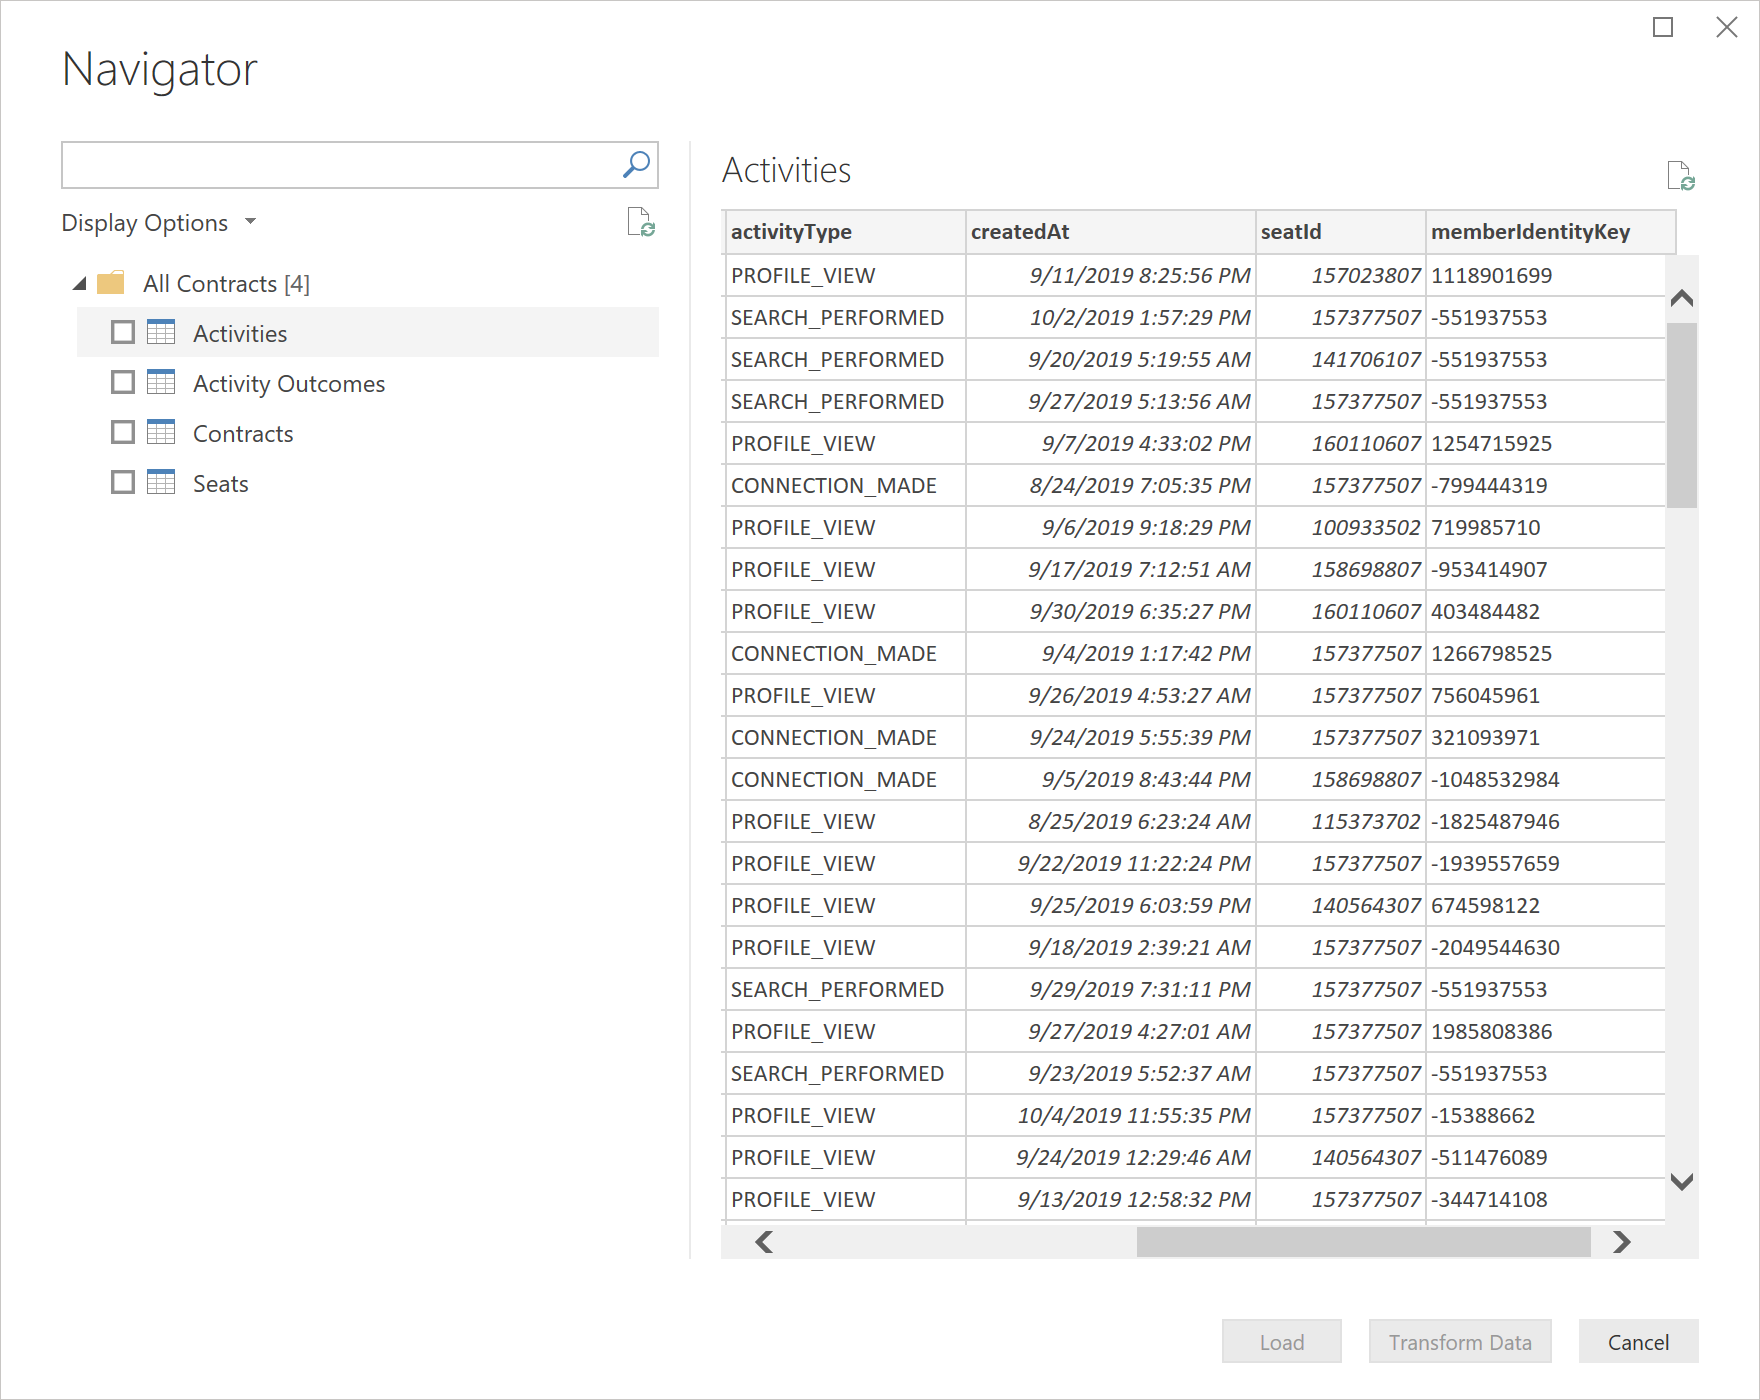 Navigator
Display Options
All Contracts [4]
Activities
Activity Outcomes
Contracts
Seats
Activities
activityType createdAt seatId memberIdentityKey
PROFILE_VIEW 9/11/2019 8:25:56 PM 157023807 1118901699
SEARCH_PERFORMED 10/2/2019 1:57:29 PM 157377507 -551937553
SEARCH_PERFORMED 9/20/2019 5:19:55 AM 141706107 -551937553
SEARCH_PERFORMED 9/27/2019 5:13:56 AM 157377507 -551937553
PROFILE_VIEW 9/7/2019 4:33:02 PM 160110607 1254715925
CONNECTION_MADE 8/24/2019 7:05:35 PM 157377507 -799444319
PROFILE_VIEW 9/6/2019 9:18:29 PM 100933502 719985710
PROFILE_VIEW 9/17/2019 7:12:51 AM 158698807 -953414907
PROFILE_VIEW 9/30/2019 6:35:27 PM 160110607 403484482
CONNECTION_MADE 9/4/2019 1:17:42 PM 157377507 1266798525
PROFILE_VIEW 9/26/2019 4:53:27 AM 157377507 756045961
CONNECTION_MADE 9/24/2019 5:55:39 PM 157377507 321093971
CONNECTION_MADE 9/5/2019 8:43:44 PM 158698807 -1048532984
PROFILE_VIEW 8/25/2019 6:23:24 AM 115373702 -1825487946
PROFILE_VIEW 9/22/2019 11:22:24 PM 157377507 -1939557659
PROFILE_VIEW 9/25/2019 6:03:59 PM 140564307 674598122
PROFILE_VIEW 9/18/2019 2:39:21 AM 157377507 -2049544630
SEARCH_PERFORMED 9/29/2019 7:31:11 PM 157377507 -551937553
PROFILE_VIEW 9/27/2019 4:27:01 AM 157377507 1985808386
SEARCH_PERFORMED 9/23/2019 5:52:37 AM 157377507 -551937553
PROFILE_VIEW 10/4/2019 11:55:35 PM 157377507 -15388662
PROFILE_VIEW 9/24/2019 12:29:46 AM 140564307 -511476089
PROFILE_VIEW 9/13/2019 12:58:32 PM 157377507 -344714108
Load Transform Data Cancel